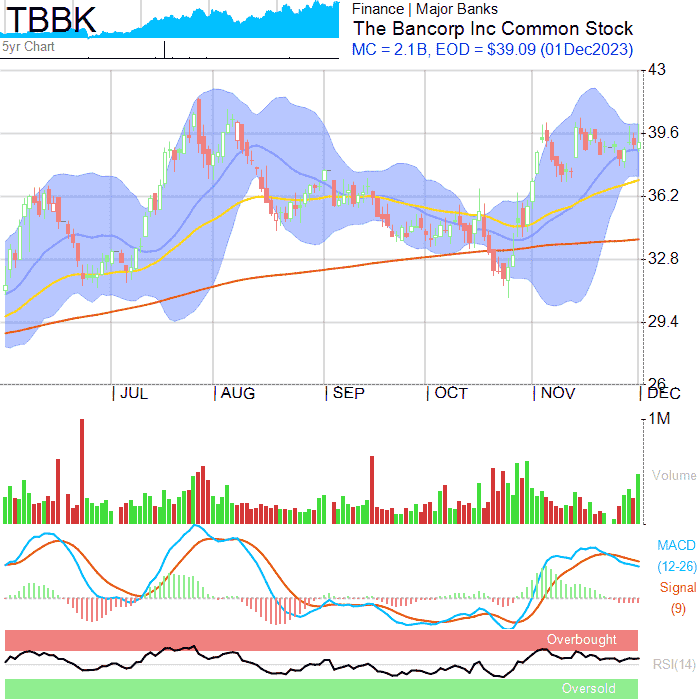 TBBK
Finance | Major Banks
The Bancorp Inc Common Stock
5yr Chart
MC = 2.1B, EOD = $39.09 (01Dec2023)
43
39.6
36.2
32.8
29.4
26
JUL
AUG
SEP
OCT
NOV
DEC
1M
Volume
MACD
(12-26)
Signal
(9)
Overbought
RSI(14)
Oversold